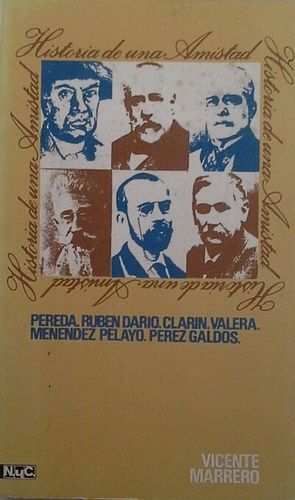 Historia de una Amistad
Historia de una Amistad
Historia de una Amistad
Historia de una Amistad
PEREDA. RUBEN DARIO. CLARIN. VALERA.
MENENDEZ PELAYO. PEREZ GALDOS.
VICENTE
MARRERO
N.y.C.